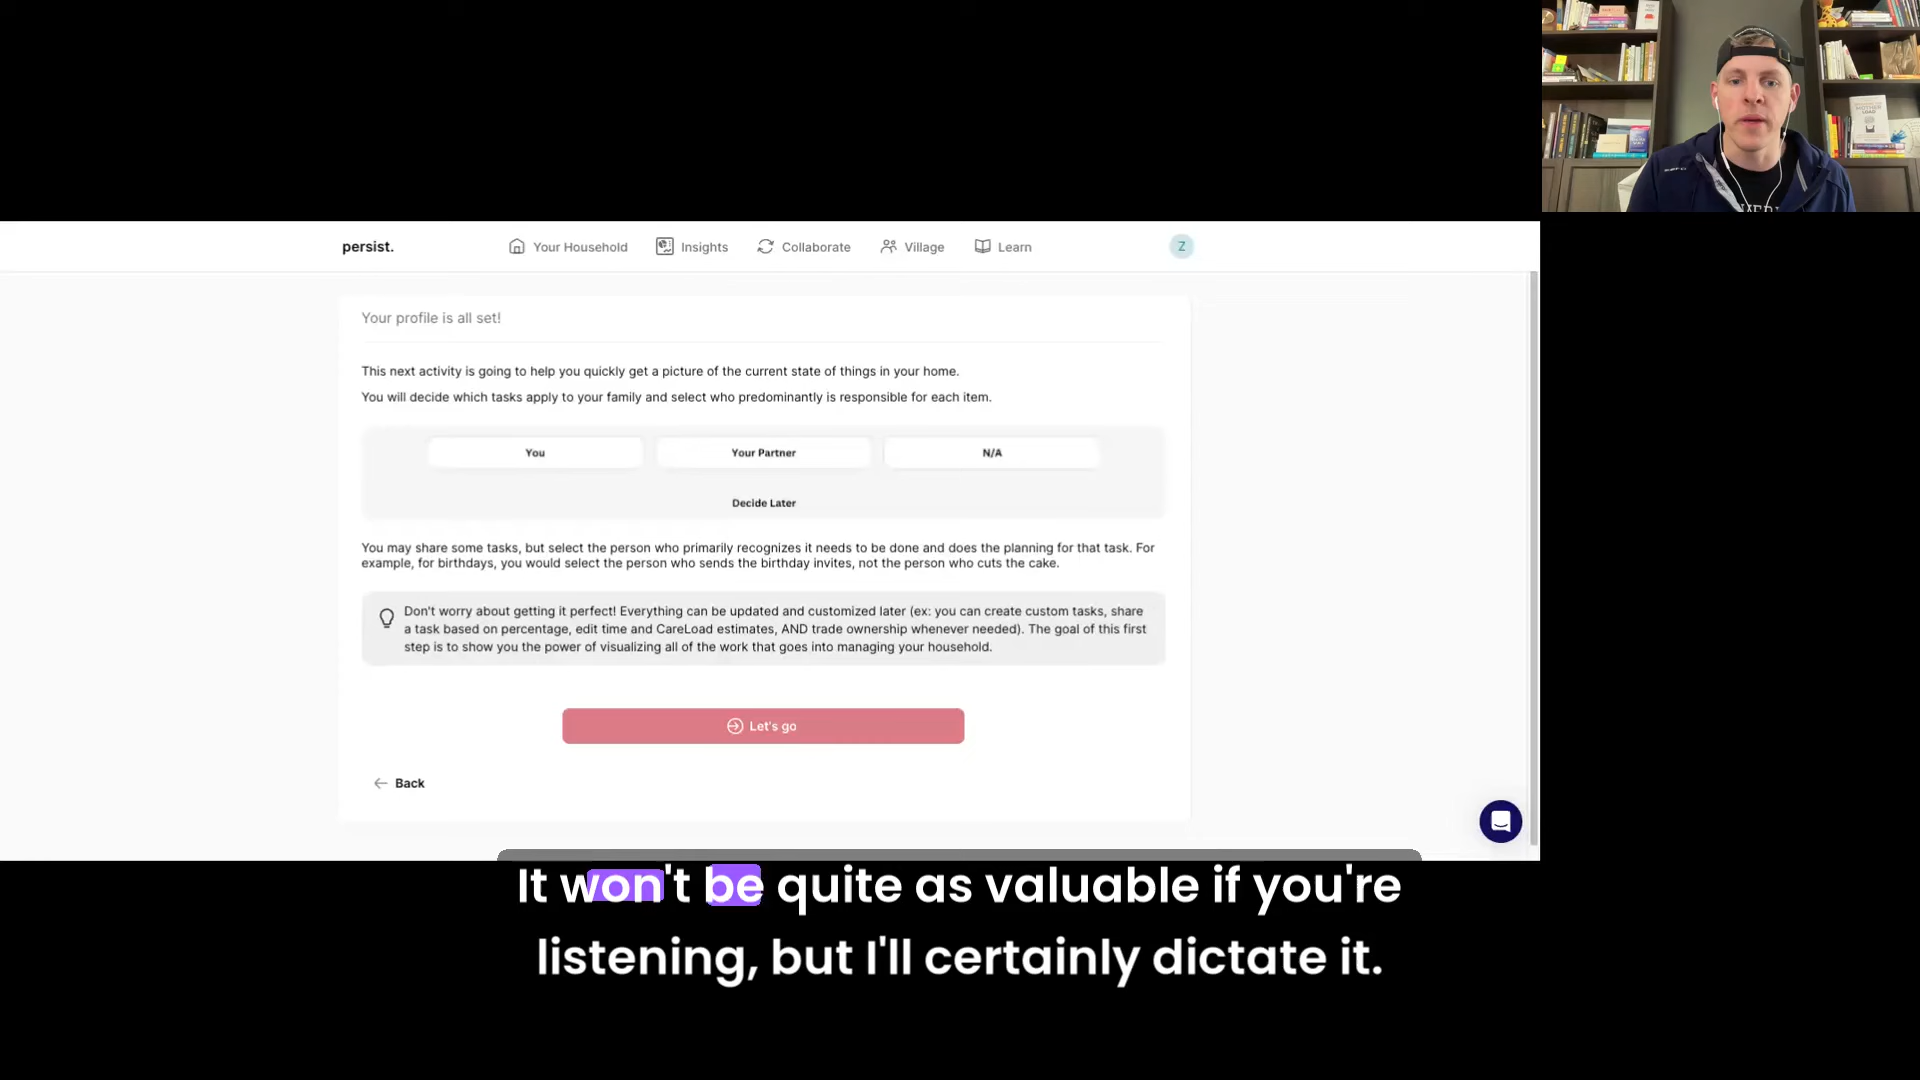 persist.
Your Household
Insights
Collaborate
Village
Learn
Z
Your profile is all set!
This next activity is going to help you quickly get a picture of the current state of things in your home.
You will decide which tasks apply to your family and select who predominantly is responsible for each item.
You
Your Partner
N/A
Decide Later
You may share some tasks, but select the person who primarily recognizes it needs to be done and does the planning for that task. For
example, for birthdays, you would select the person who sends the birthday invites, not the person who cuts the cake.
Don't worry about getting it perfect! Everything can be updated and customized later (ex: you can create custom tasks, share
a task based on percentage, edit time and CareLoad estimates, AND trade ownership whenever needed). The goal of this first
step is to show you the power of visualizing all of the work that goes into managing your household.
Let's go
Back
It won't be quite as valuable if you're
listening, but I'll certainly dictate it.